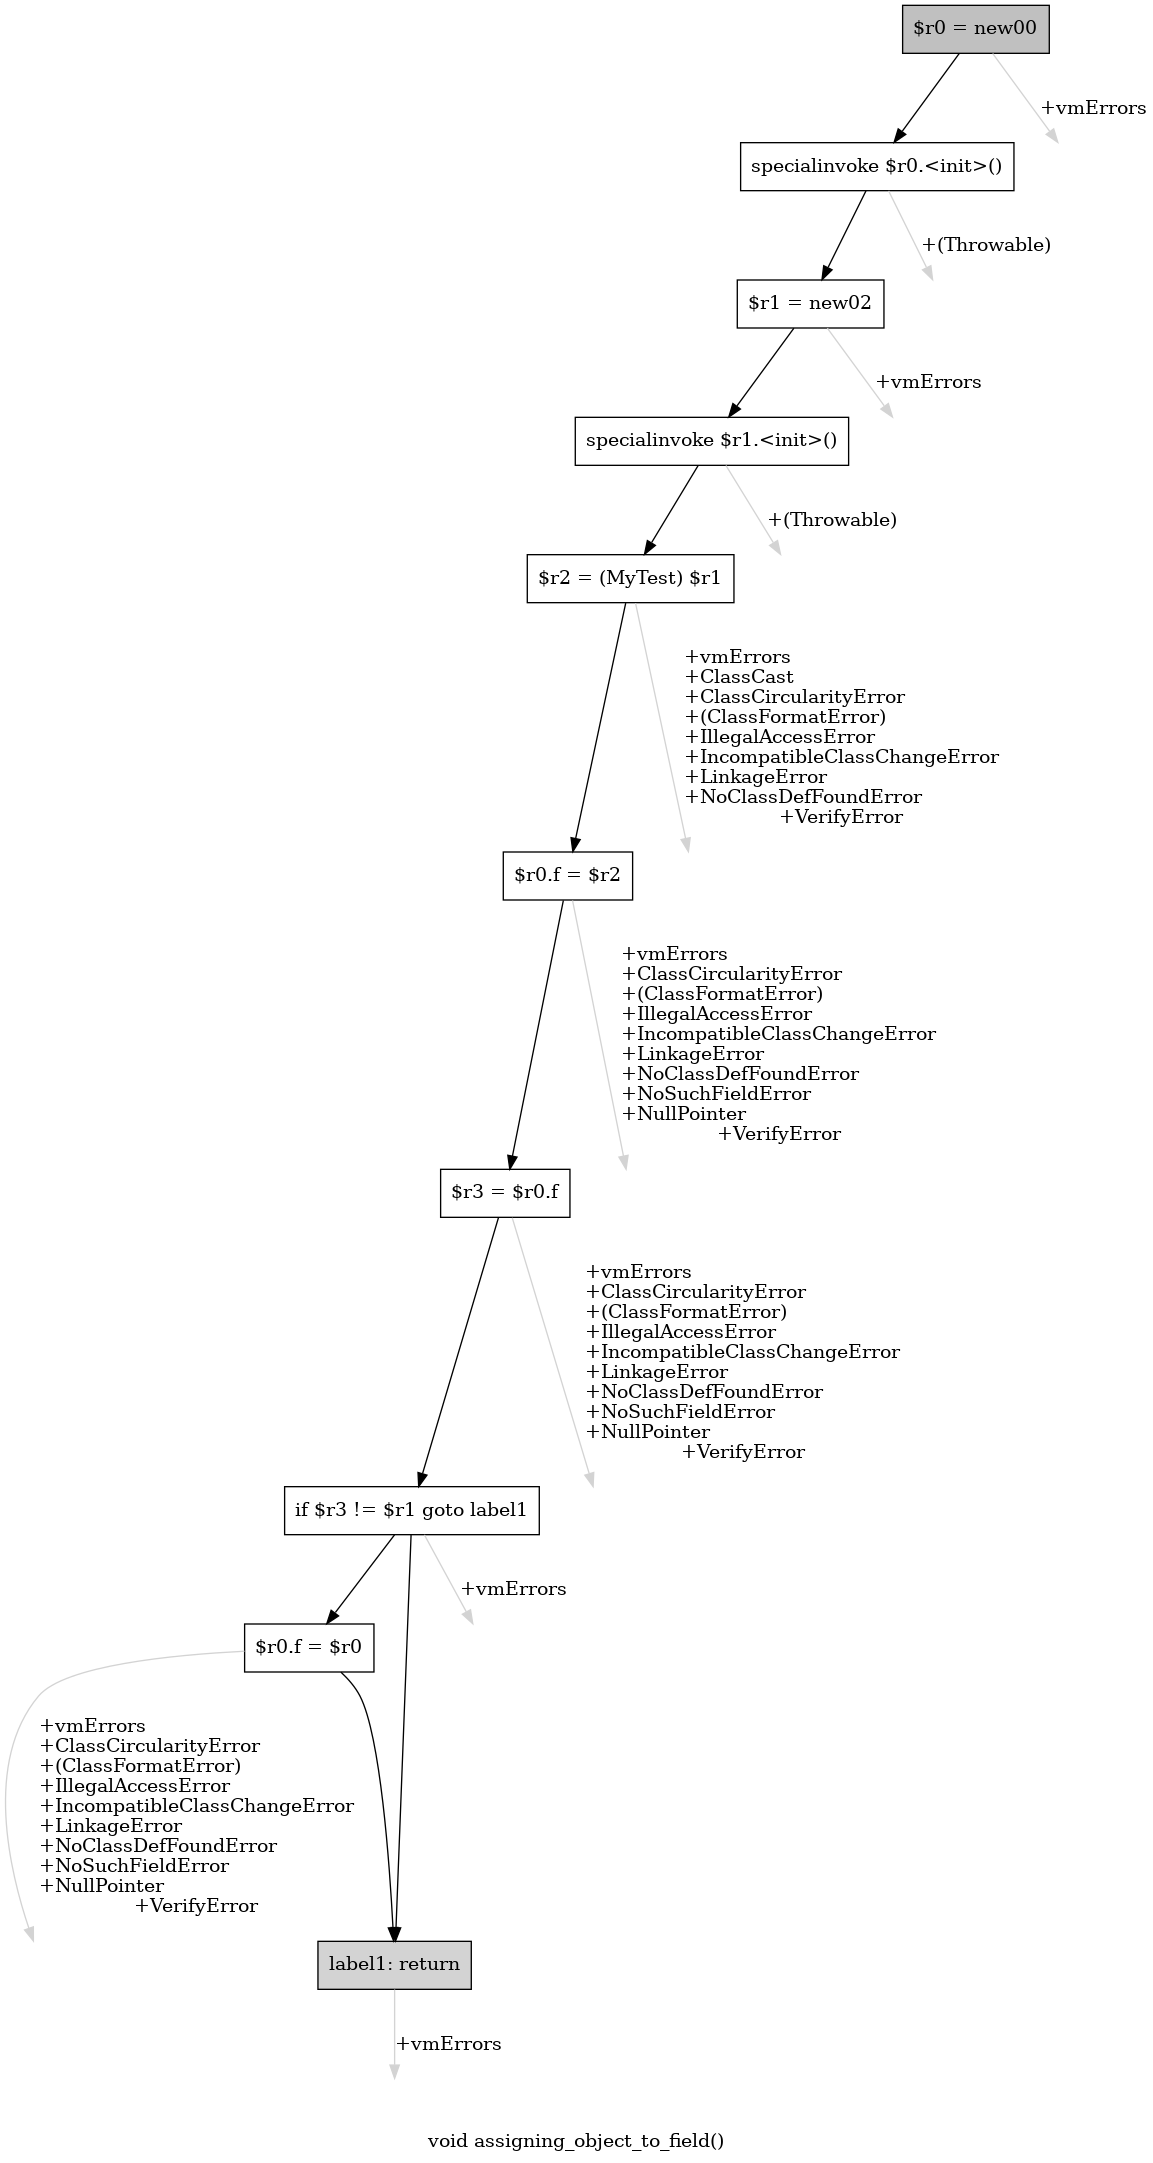 $r0 = new00
+vmErrors
specialinvoke $r0.<init>()
+(Throwable)
$r1 = new02
+vmErrors
specialinvoke $r1.<init>()
+(Throwable)
$r2 = (MyTest) $r1
+vmErrors
+ClassCast
+ClassCircularityError
+(ClassFormatError)
+IllegalAccessError
+IncompatibleClassChangeError
+LinkageError
+NoClassDefFoundError
+VerifyError
$r0.f = $r2
+vmErrors
+ClassCircularityError
+(ClassFormatError)
+IllegalAccessError
+IncompatibleClassChangeError
+LinkageError
+NoClassDefFoundError
+NoSuchFieldError
+NullPointer
+VerifyError
$r3 = $r0.f
+vmErrors
+ClassCircularityError
+(ClassFormatError)
+IllegalAccessError
+IncompatibleClassChangeError
+LinkageError
+NoClassDefFoundError
+NoSuchFieldError
+NullPointer
+VerifyError
if $r3 != $r1 goto label1
+vmErrors
$r0.f = $r0
+vmErrors
+ClassCircularityError
+(ClassFormatError)
+IllegalAccessError
+IncompatibleClassChangeError
+LinkageError
+NoClassDefFoundError
+NoSuchFieldError
+NullPointer
+VerifyError
label1: return
+vmErrors
void assigning_object_to_field()